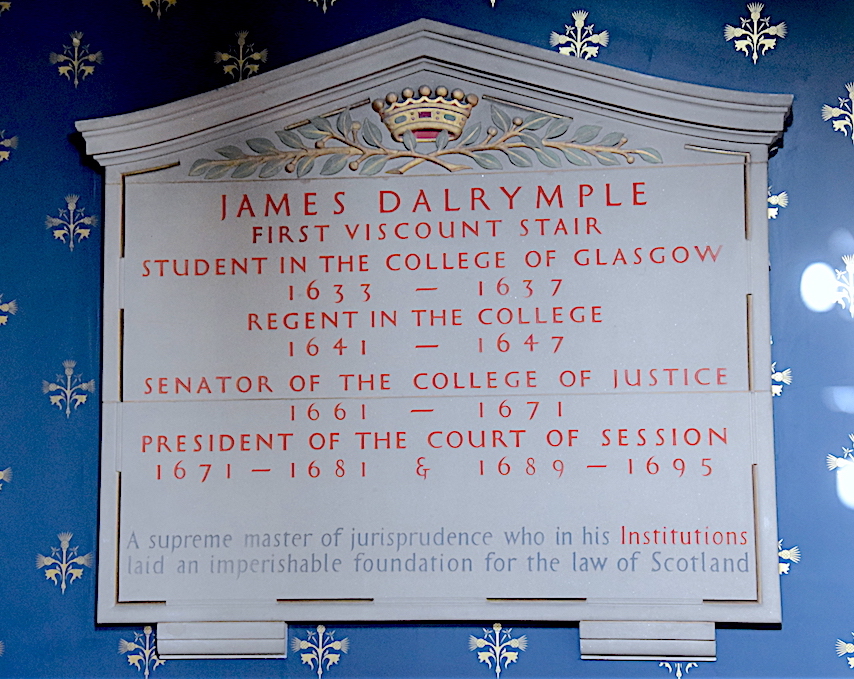 JAMES DALRYMPLE
FIRST VISCOUNT STAIR
STUDENT IN THE COLLEGE OF GLASGOW
1633 — 1637
REGENT IN THE COLLEGE
1641 — 1647
SENATOR OF THE COLLEGE OF JUSTICE
1661 — 1671
PRESIDENT OF THE COURT OF SESSION
1671 — 1681 & 1689 — 1695
A supreme master of jurisprudence who in his Institutions
laid an imperishable foundation for the law of Scotland